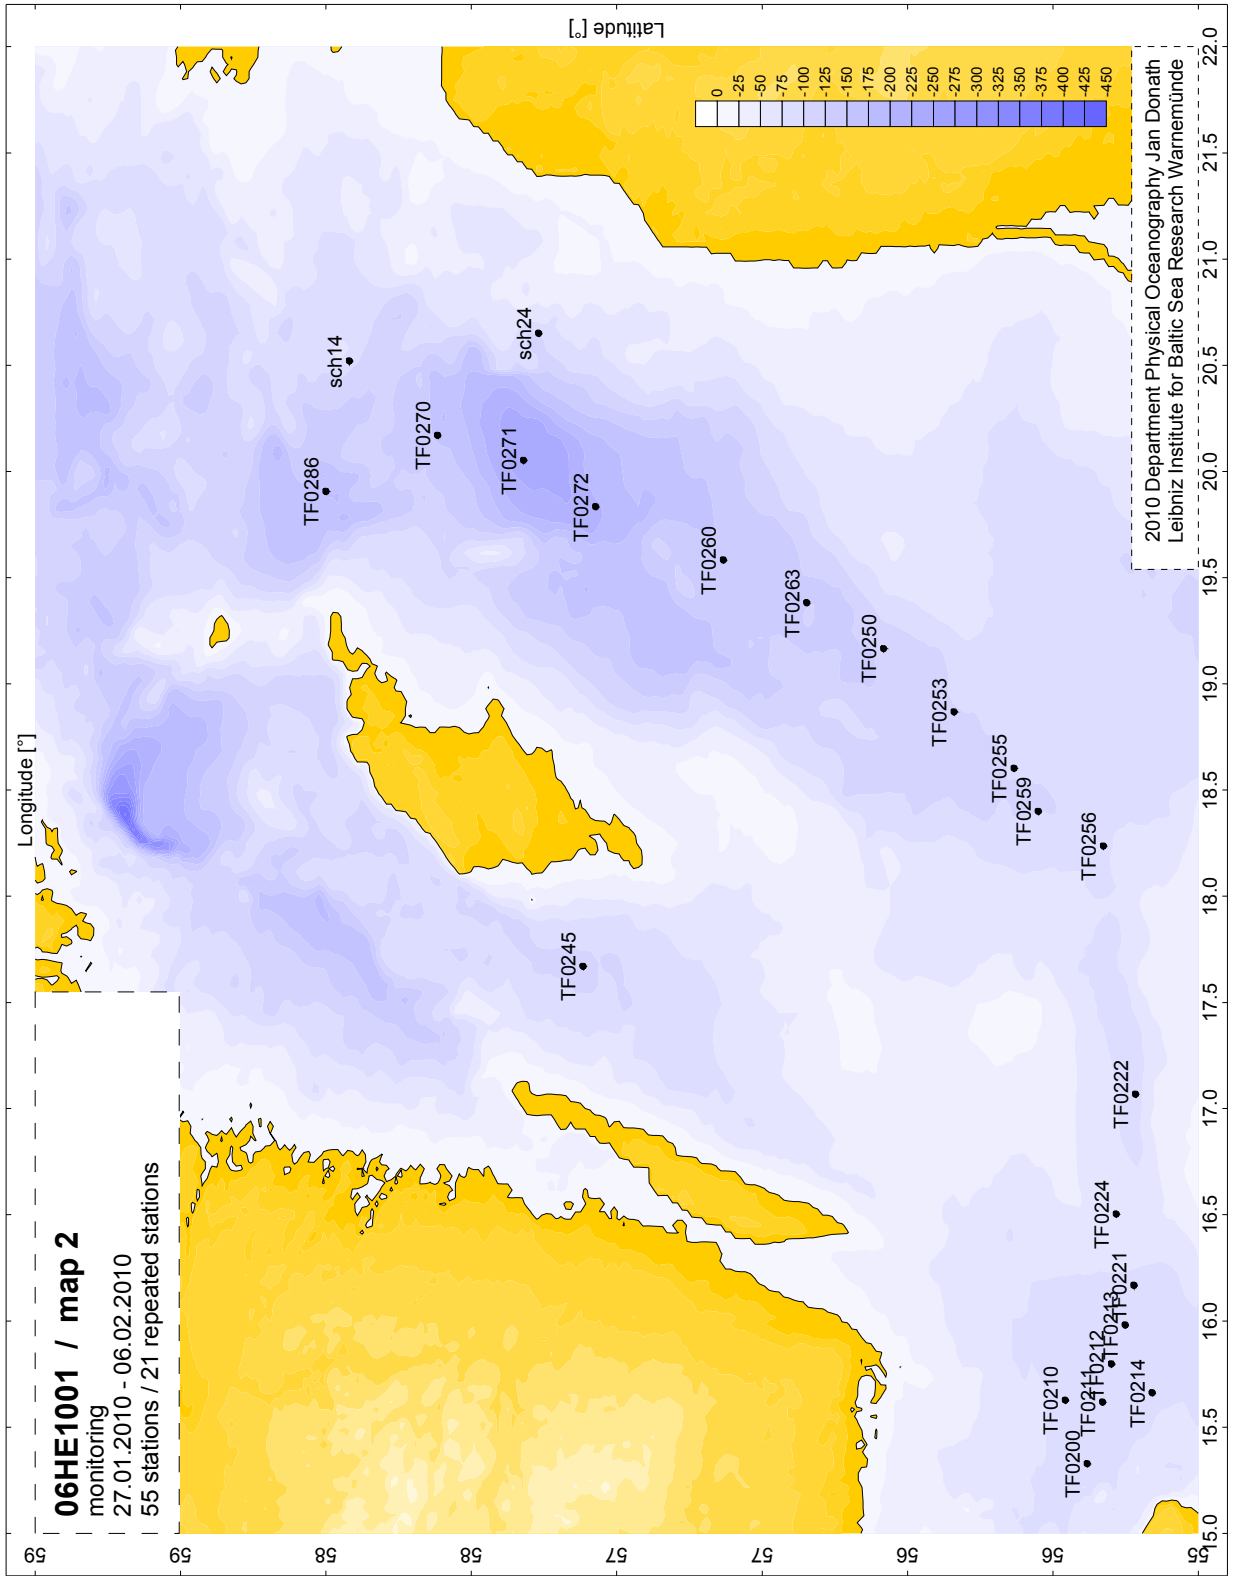 06HE1001 / map 2
monitoring
27.01.2010 - 06.02.2010
55 stations / 21 repeated stations
Longitude [°]
Latitude [°]
59
59
58
58
57
57
56
56
55
15.0
15.5
16.0
16.5
17.0
17.5
18.0
18.5
19.0
19.5
20.0
20.5
21.0
21.5
22.0
sch14
sch24
TF0286
TF0270
TF0271
TF0272
TF0260
TF0263
TF0250
TF0253
TF0255
TF0259
TF0256
TF0245
TF0222
TF0224
TF0221
TF0213
TF0212
TF0211
TF0210
TF0214
TF0200
0
-25
-50
-75
-100
-125
-150
-175
-200
-225
-250
-275
-300
-325
-350
-375
-400
-425
-450
2010 Department Physical Oceanography Jan Donath
Leibniz Institute for Baltic Sea Research Warnemünde